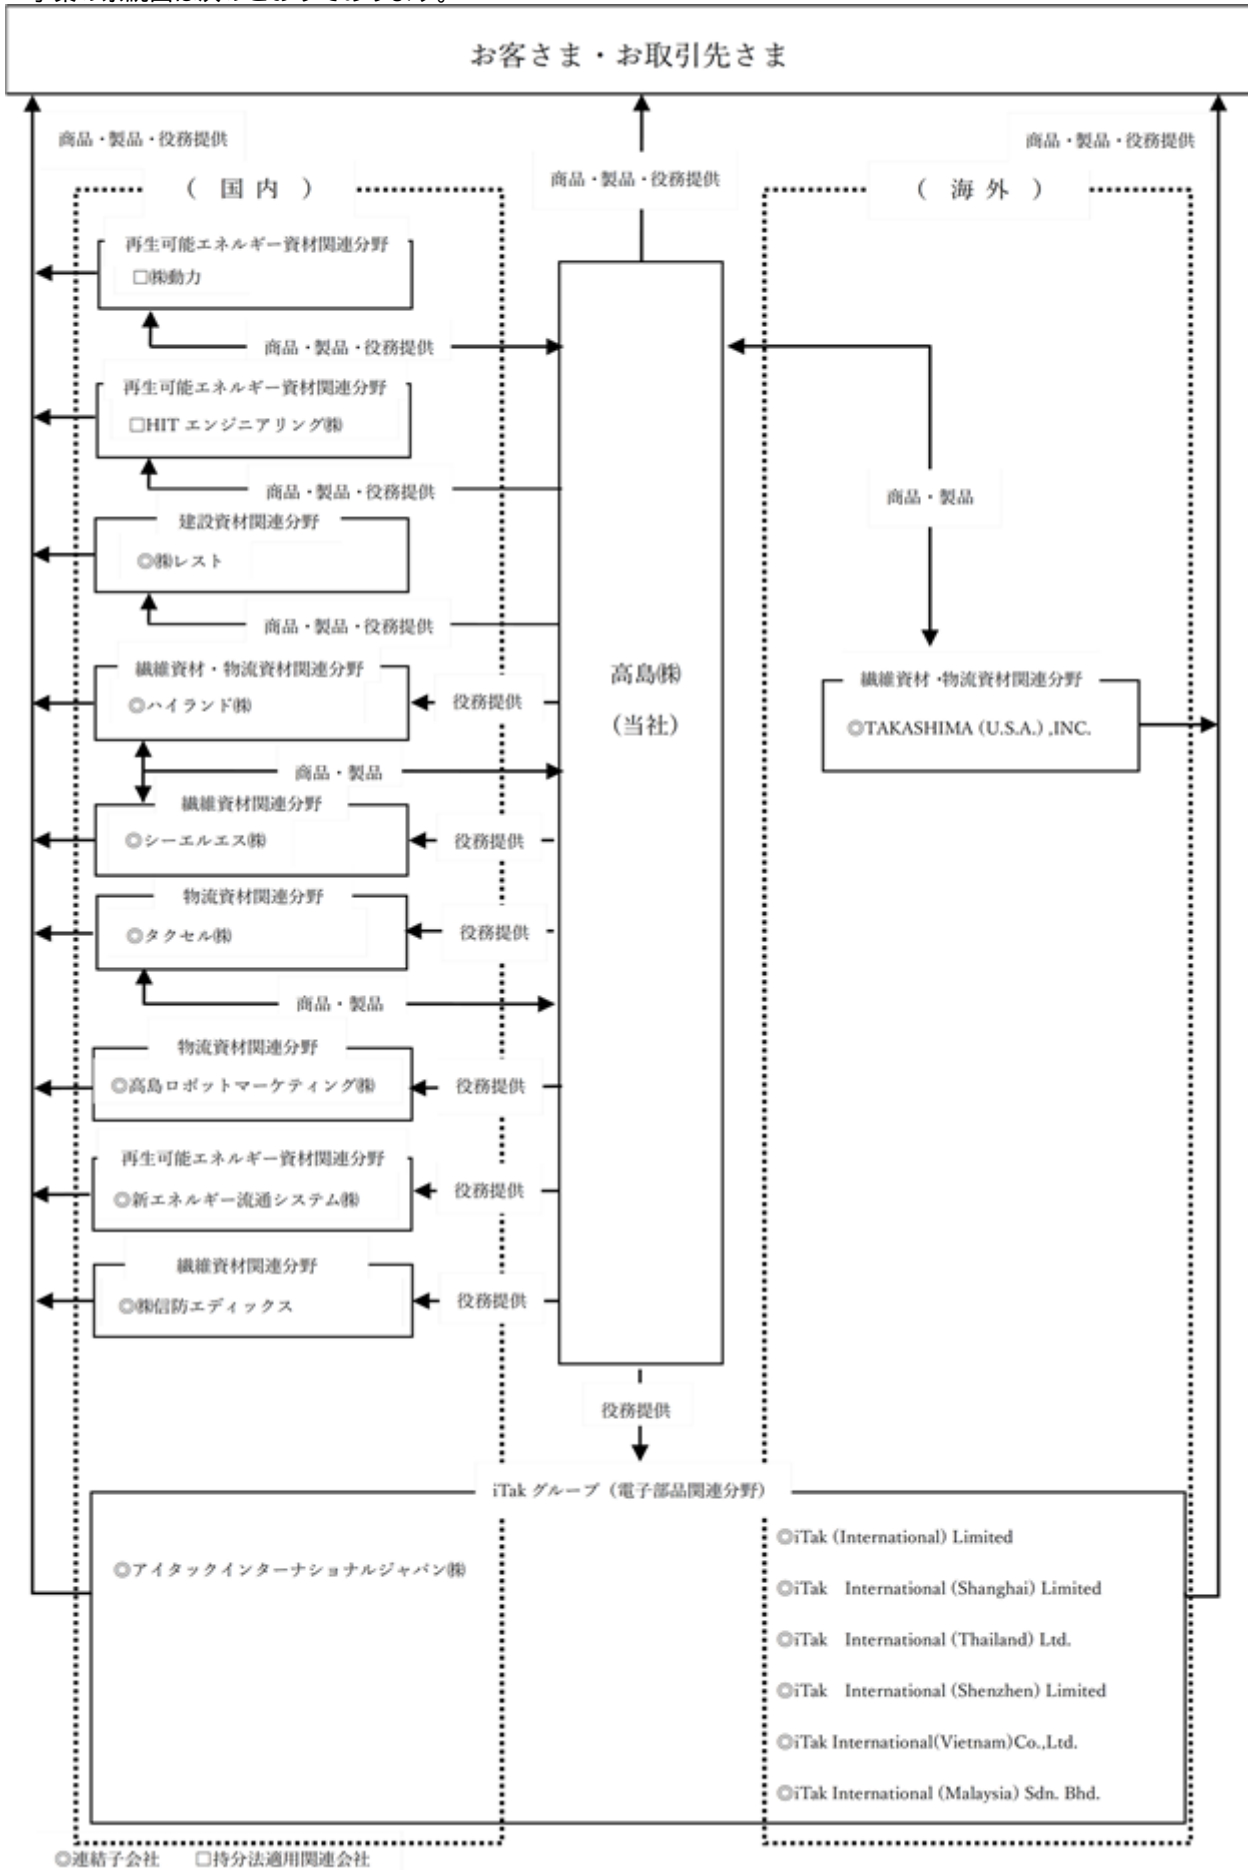 お客さま・お取引先さま
商品・製品・役務提供
商品・製品・役務提供
商品・製品・役務提供
（ 国 内 ）
（ 海 外 ）
再生可能エネルギー資材関連分野
□㈱動力
商品・製品・役務提供
再生可能エネルギー資材関連分野
□HIT エンジニアリング㈱
商品・製品・役務提供
建設資材関連分野
◎㈱レスト
商品・製品・役務提供
繊維資材・物流資材関連分野
◎ハイランド㈱
役務提供
商品・製品
繊維資材関連分野
◎シーエルエス㈱
役務提供
物流資材関連分野
◎タクセル㈱
役務提供
商品・製品
物流資材関連分野
◎高島ロボットマーケティング㈱
役務提供
再生可能エネルギー資材関連分野
◎新エネルギー流通システム㈱
役務提供
繊維資材関連分野
◎㈱信防エディックス
役務提供
高島㈱
（当社）
商品・製品
繊維資材・物流資材関連分野
◎TAKASHIMA (U.S.A.) ,INC.
役務提供
iTak グループ（電子部品関連分野）
◎アイタックインターナショナルジャパン㈱
◎iTak (International) Limited
◎iTak　International (Shanghai) Limited
◎iTak　International (Thailand) Ltd.
◎iTak　International (Shenzhen) Limited
◎iTak International(Vietnam)Co.,Ltd.
◎iTak International (Malaysia) Sdn. Bhd.
◎連結子会社　□持分法適用関連会社